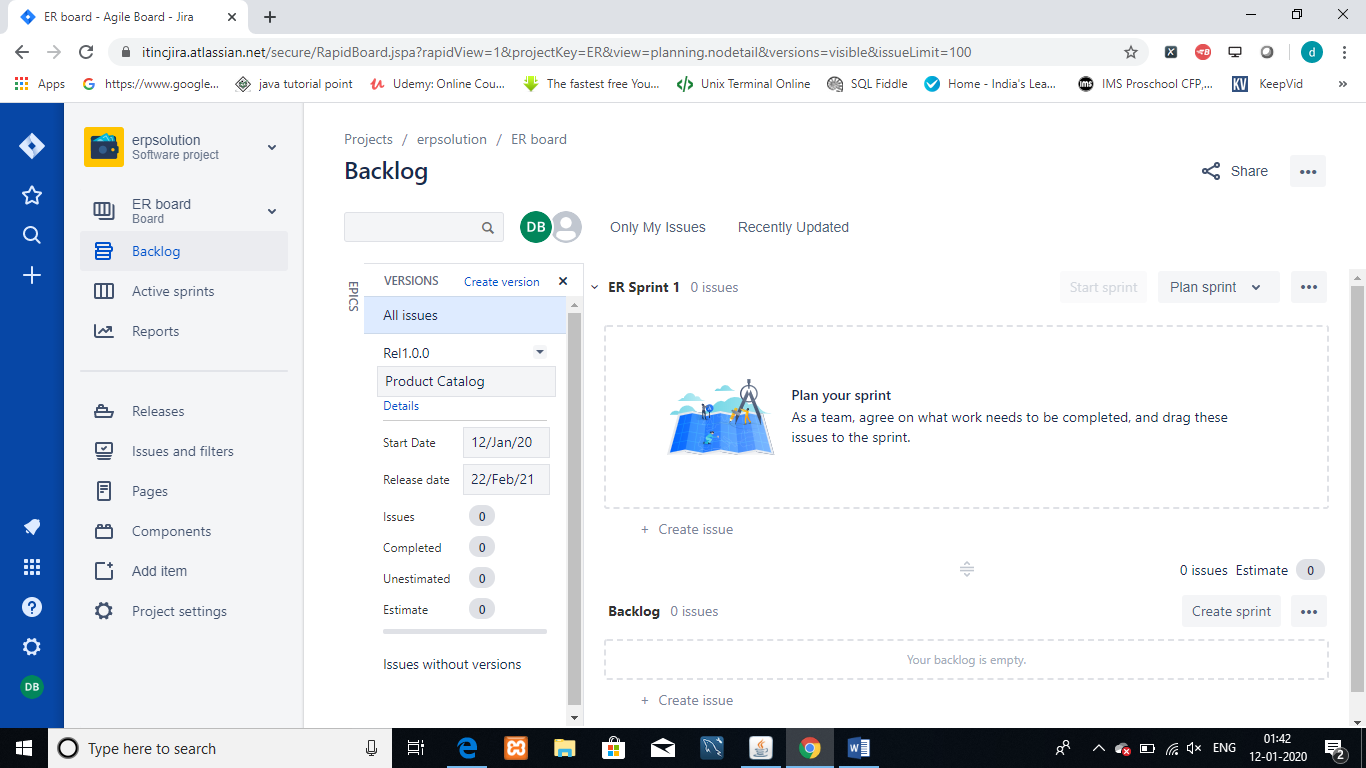 ER board - Agile Board - Jira
itincjira.atlassian.net/secure/RapidBoard.jspa?rapidView=1&projectKey=ER&view=planning.nodetail&versions=visible&issueLimit=100
d
Apps
https://www.google...
java tutorial point
Udemy: Online Cou...
The fastest free You...
Unix Terminal Online
SQL Fiddle
Home - India's Lea...
IMS Proschool CFP,...
KV KeepVid
»
erpsolution
Software project
ER board
Board
Backlog
Active sprints
Reports
Releases
Issues and filters
Pages
Components
Add item
Project settings
DB
Projects / erpsolution / ER board
Backlog
Share
DB
Only My Issues
Recently Updated
EPICS
VERSIONS
Create version
All issues
Rel1.0.0
Product Catalog
Details
Start Date 12/Jan/20
Release date 22/Feb/21
Issues 0
Completed 0
Unestimated 0
Estimate 0
Issues without versions
ER Sprint 1 0 issues
Start sprint
Plan sprint
Plan your sprint
As a team, agree on what work needs to be completed, and drag these
issues to the sprint.
+ Create issue
0 issues Estimate 0
Backlog 0 issues
Create sprint
Your backlog is empty.
+ Create issue
Type here to search
ENG
01:42
12-01-2020
2